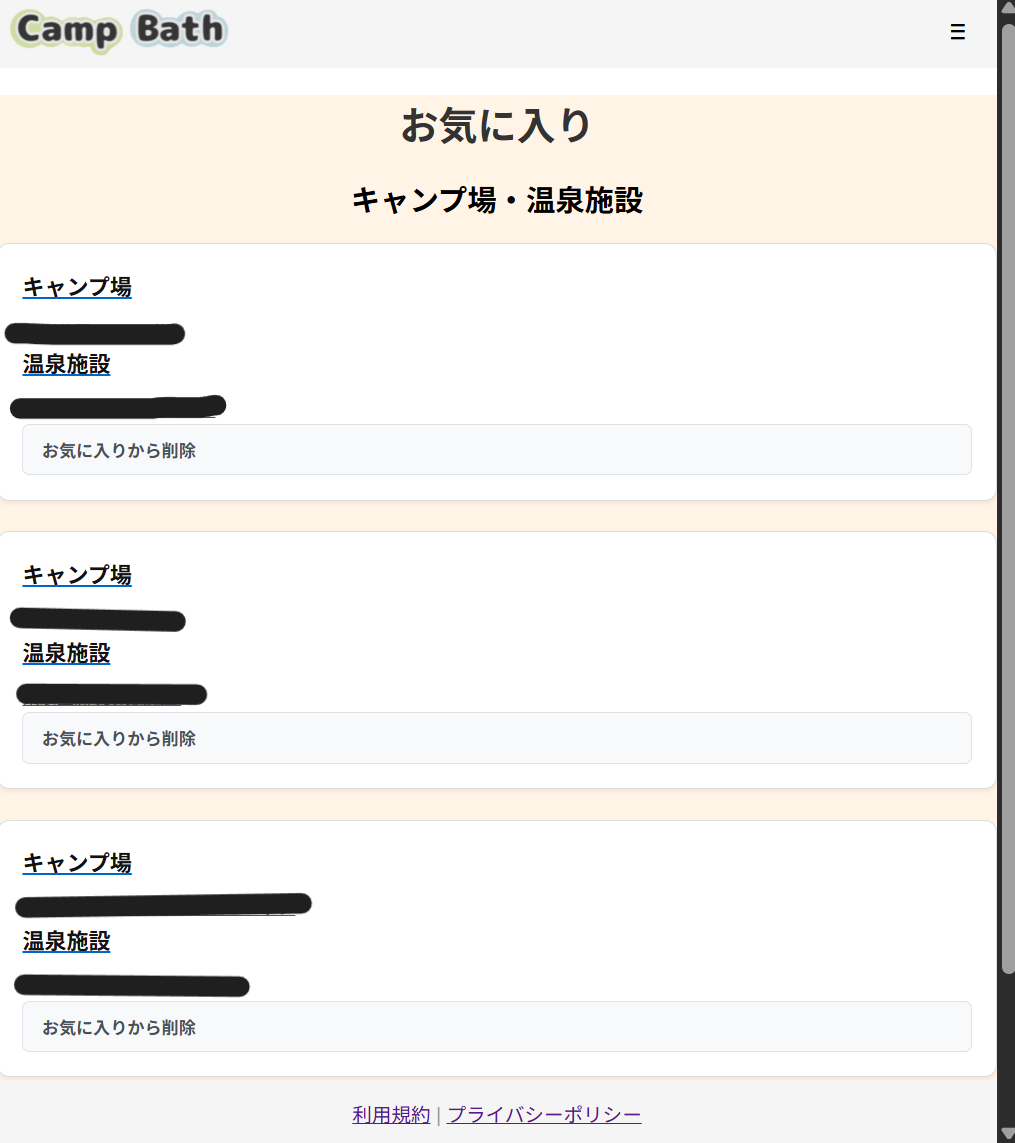 Camp Bath
☰
お気に入り
キャンプ場・温泉施設
キャンプ場
温泉施設
お気に入りから削除
キャンプ場
温泉施設
お気に入りから削除
キャンプ場
温泉施設
お気に入りから削除
利用規約 | プライバシーポリシー